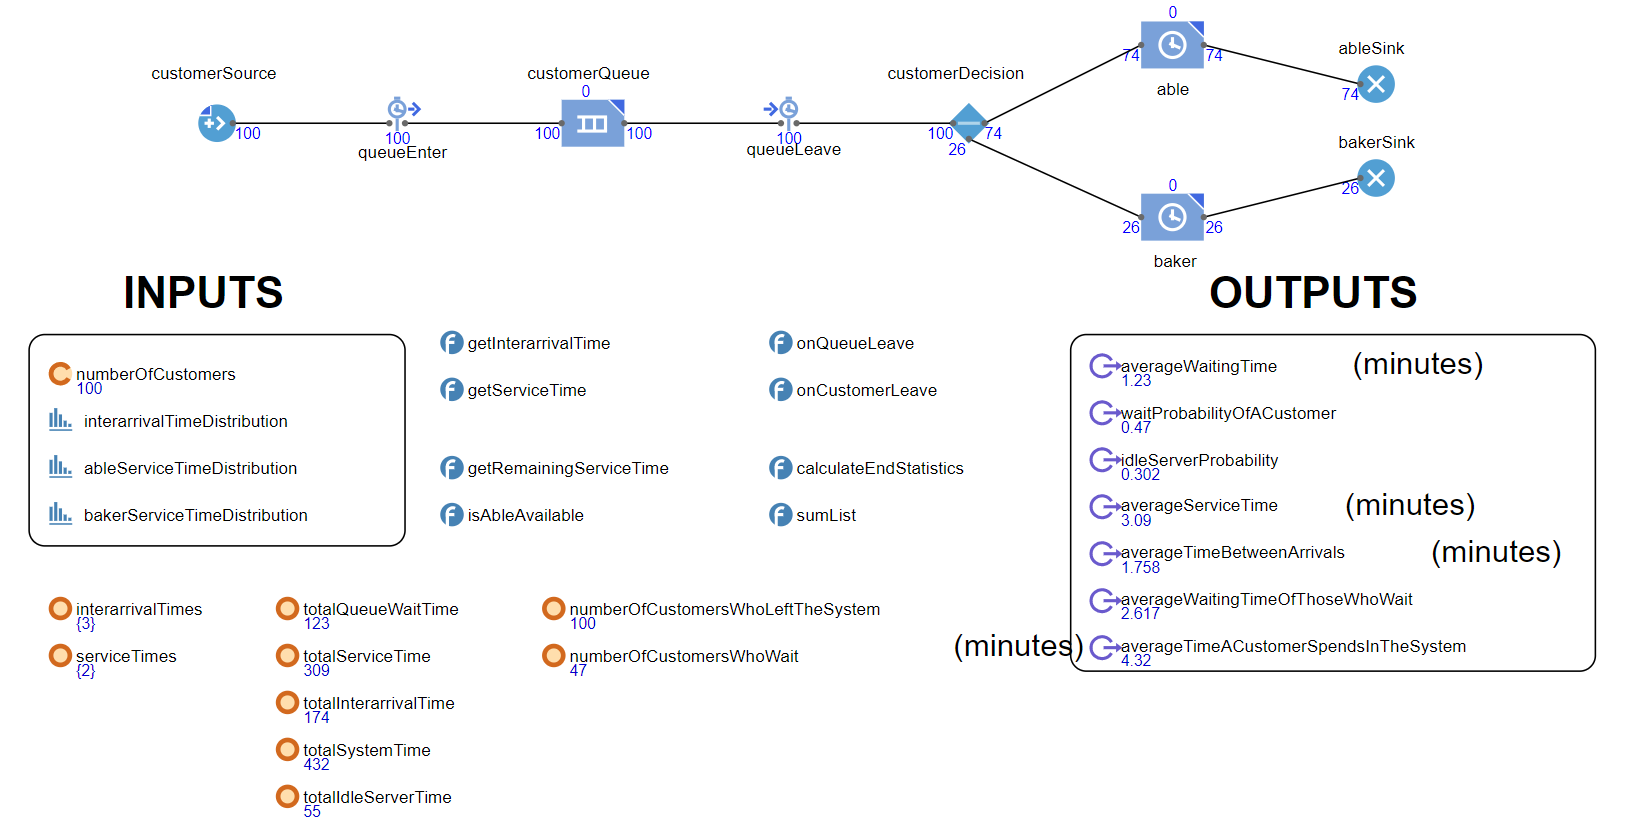 0
ableSink
customerSource
customerQueue
customerDecision
74
74
0
able
74
100
100
100
100
100
100
74
queueEnter
queueLeave
26
bakerSink
0
26
26
26
baker
INPUTS
OUTPUTS
numberOfCustomers
100
interarrivalTimeDistribution
ableServiceTimeDistribution
bakerServiceTimeDistribution
getInterarrivalTime
getServiceTime
getRemainingServiceTime
isAbleAvailable
onQueueLeave
onCustomerLeave
calculateEndStatistics
sumList
averageWaitingTime (minutes)
1.23
waitProbabilityOfACustomer
0.47
idleServerProbability
0.302
averageServiceTime (minutes)
3.09
averageTimeBetweenArrivals (minutes)
1.758
averageWaitingTimeOfThoseWhoWait
2.617
(minutes) averageTimeACustomerSpendsInTheSystem
4.32
interarrivalTimes
{3}
serviceTimes
{2}
totalQueueWaitTime
123
totalServiceTime
309
totalInterarrivalTime
174
totalSystemTime
432
totalIdleServerTime
55
numberOfCustomersWhoLeftTheSystem
100
numberOfCustomersWhoWait
47